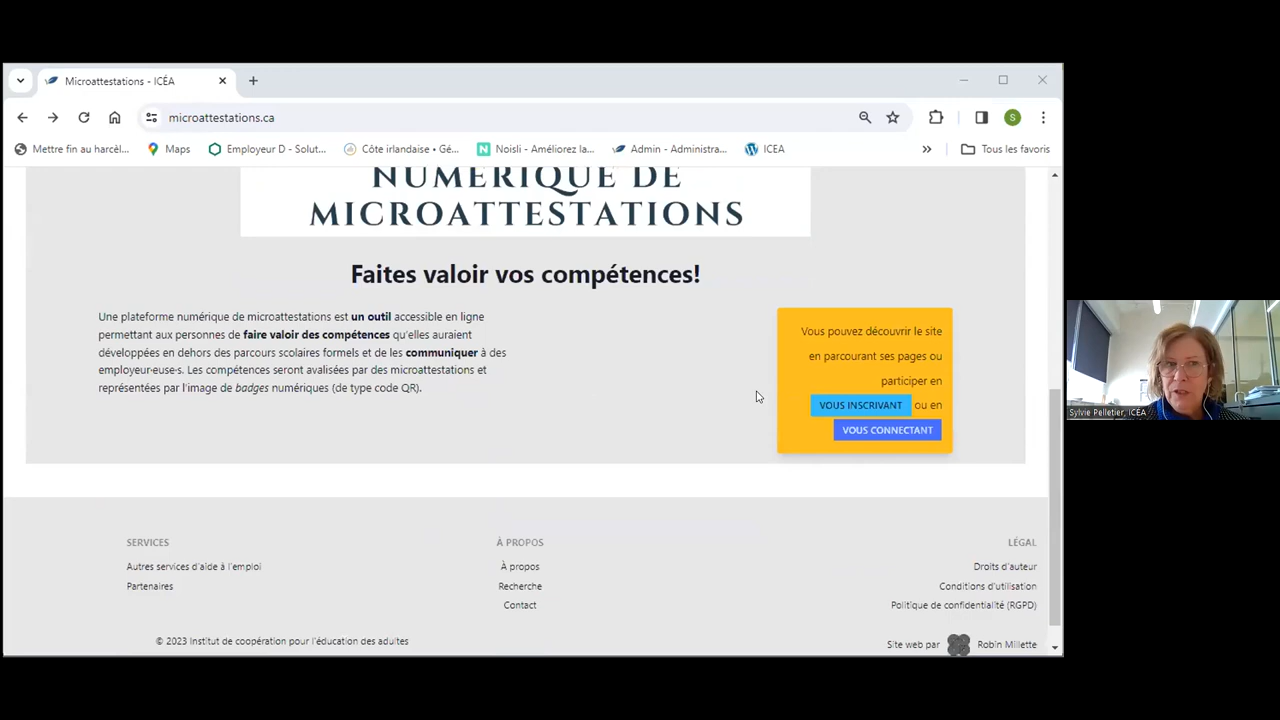 Microattestations - ICÉA
microattestations.ca
S
Mettre fin au harcèl...
Maps
Employeur D - Solut...
Côte irlandaise • Gé...
Noisli - Améliorez la...
Admin - Administra...
ICEA
Tous les favoris
NUMÉRIQUE DE
MICROATTESTATIONS
Faites valoir vos compétences!
Une plateforme numérique de microattestations est un outil accessible en ligne
permettant aux personnes de faire valoir des compétences qu'elles auraient
développées en dehors des parcours scolaires formels et de les communiquer à des
employeur·euse·s. Les compétences seront avalisées par des microattestations et
représentées par l'image de badges numériques (de type code QR).
Vous pouvez découvrir le site
en parcourant ses pages ou
participer en
VOUS INSCRIVANT ou en
VOUS CONNECTANT
Sylvie Pelletier, ICÉA
SERVICES
Autres services d'aide à l'emploi
Partenaires
À PROPOS
À propos
Recherche
Contact
LÉGAL
Droits d'auteur
Conditions d'utilisation
Politique de confidentialité (RGPD)
© 2023 Institut de coopération pour l'éducation des adultes
Site web par Robin Millette